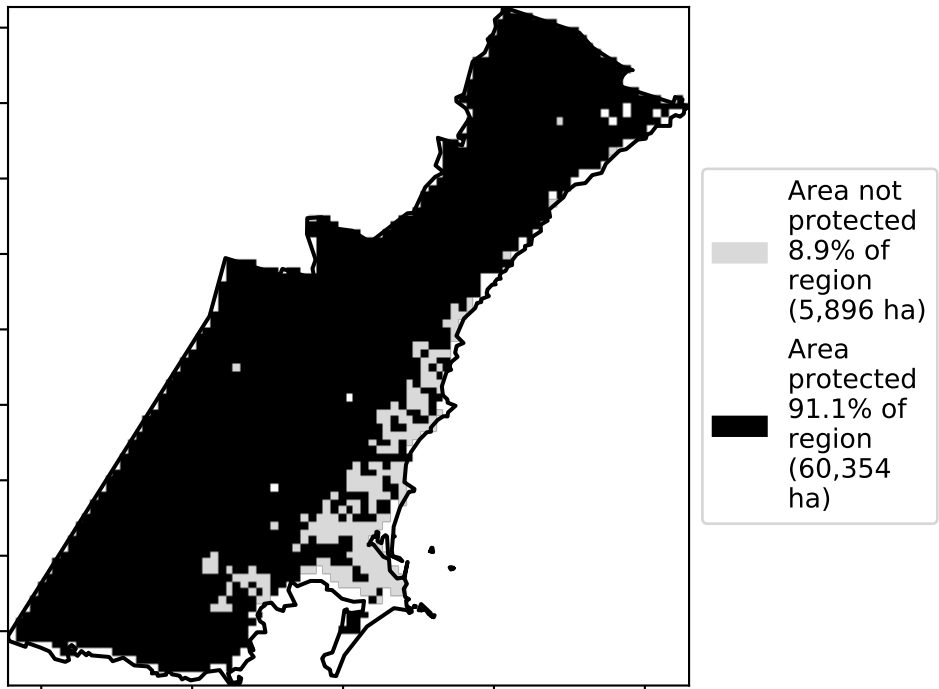 Area not
protected
8.9% of
region
(5,896 ha)
Area
protected
91.1% of
region
(60,354
ha)